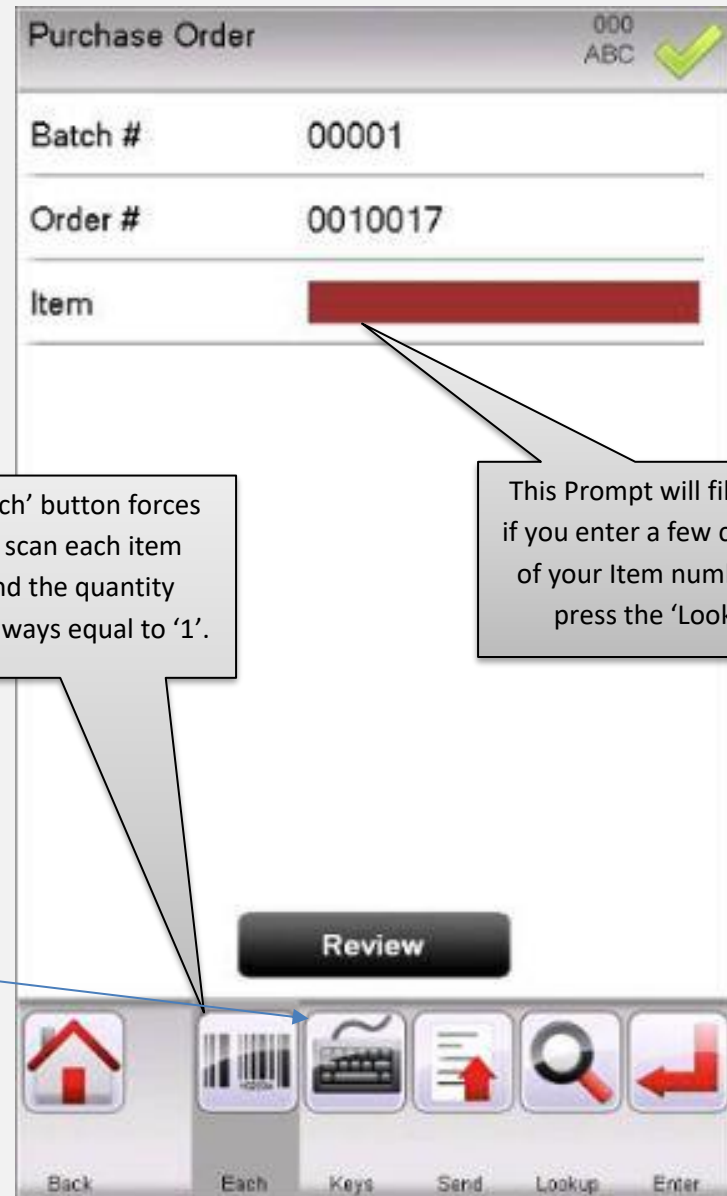 Purchase Order 000
ABC
Batch # 00001
Order # 0010017
Item
ch’ button forces
scan each item
nd the quantity
ways equal to ‘1’.
This Prompt will fil
if you enter a few c
of your Item num
press the ‘Look
Review
Back Each Keys Send Lookup Enter